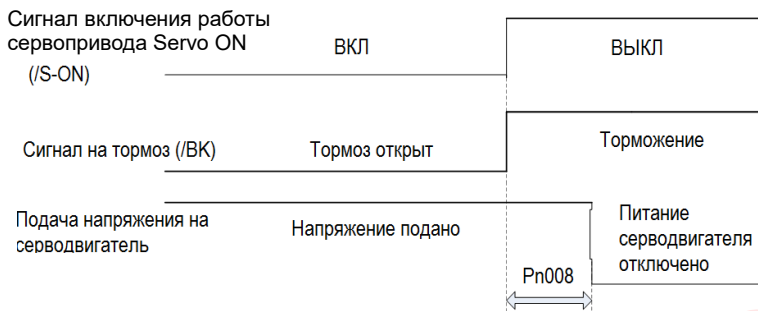 Сигнал включения работы
сервопривода Servo ON
(/S-ON)
ВКЛ
ВЫКЛ
Сигнал на тормоз (/BK)
Тормоз открыт
Торможение
Подача напряжения на
серводвигатель
Напряжение подано
Питание
серводвигателя
отключено
Pn008